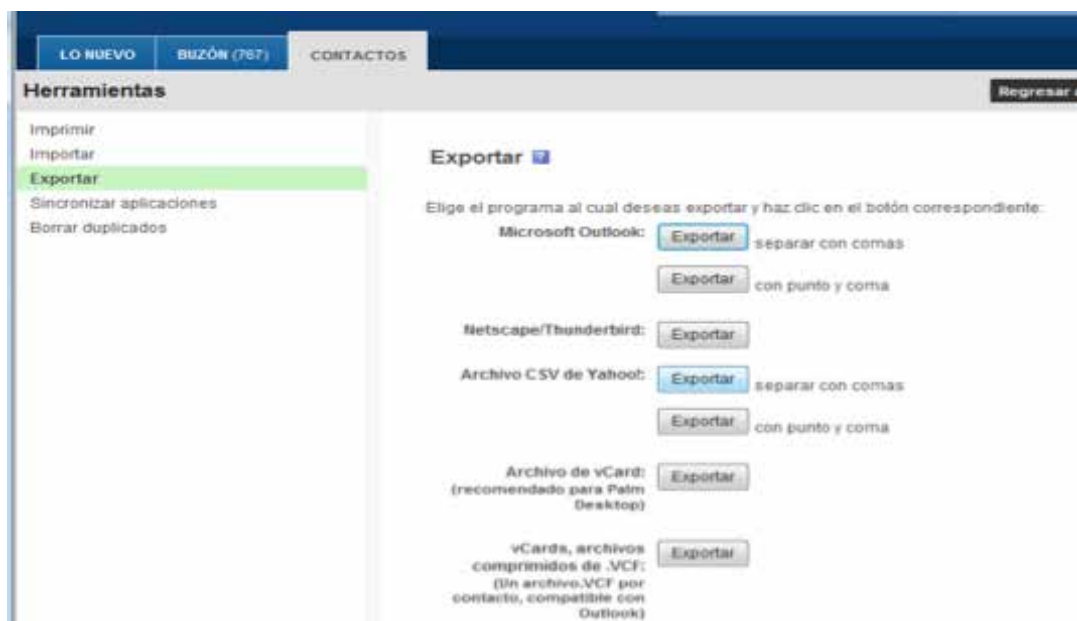 LO NUEVO
BUZÓN (767)
CONTACTOS
Herramientas
Regresar a
Imprimir
Importar
Exportar
Sincronizar aplicaciones
Borrar duplicados
Exportar ?
Elige el programa al cual deseas exportar y haz clic en el botón correspondiente:
Microsoft Outlook: Exportar separar con comas
Exportar con punto y coma
Netscape/Thunderbird: Exportar
Archivo CSV de Yahoo!: Exportar separar con comas
Exportar con punto y coma
Archivo de vCard: Exportar
(recomendado para Palm
Desktop)
vCards, archivos Exportar
comprimidos de .VCF:
(Un archivo.VCF por
contacto, compatible con
Outlook)